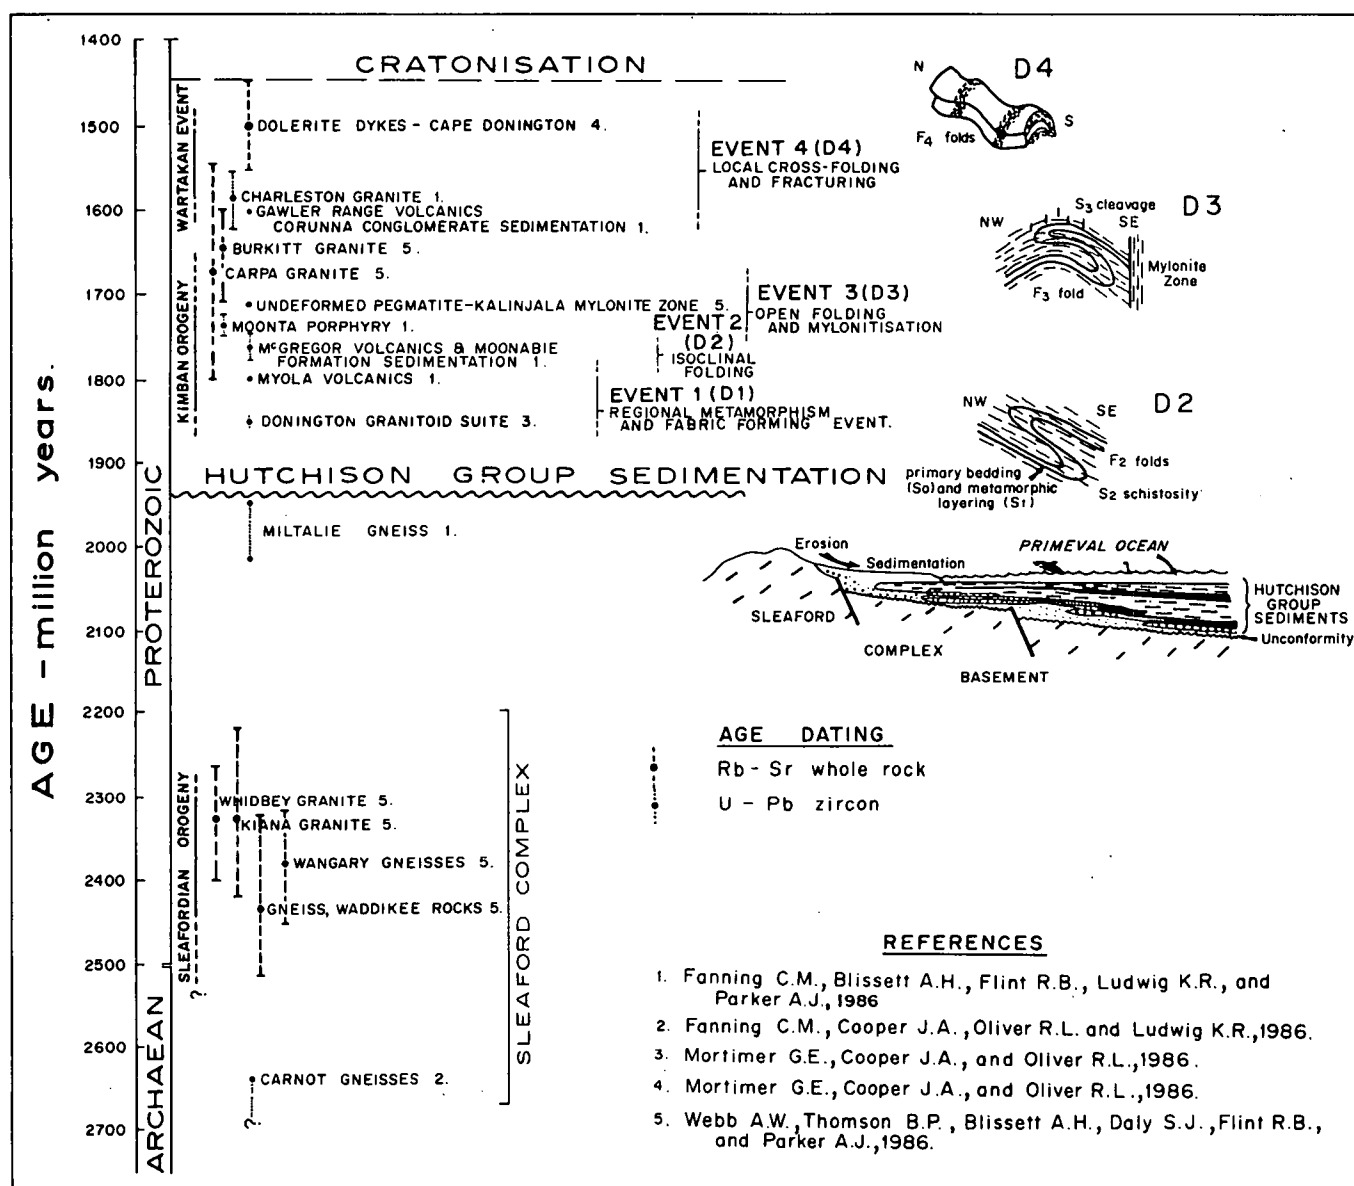 AGE – million years.
PROTEROZOIC
ARCHAEAN
1400
1500
1600
1700
1800
1900
2000
2100
2200
2300
2400
2500
2600
2700
CRATONISATION
WARTAKAN EVENT
KIMBAN OROGENY
DOLERITE DYKES – CAPE DONINGTON 4.
CHARLESTON GRANITE 1.
GAWLER RANGE VOLCANICS
CORUNNA CONGLOMERATE SEDIMENTATION 1.
BURKITT GRANITE 5.
CARPA GRANITE 5.
UNDEFORMED PEGMATITE–KALINJALA MYLONITE ZONE 5.
MOONTA PORPHYRY 1.
McGREGOR VOLCANICS & MOONABIE
FORMATION SEDIMENTATION 1.
MYOLA VOLCANICS 1.
DONINGTON GRANITOID SUITE 3.
EVENT 4 (D4)
LOCAL CROSS-FOLDING
AND FRACTURING
EVENT 3 (D3)
OPEN FOLDING
AND MYLONITISATION
EVENT 2
(D2)
ISOCLINAL
FOLDING
EVENT 1 (D1)
REGIONAL METAMORPHISM
AND FABRIC FORMING EVENT.
N
D4
S
F4 folds
S3 cleavage
D3
NW
SE
Mylonite
Zone
F3 fold
NW
SE
D2
F2 folds
primary bedding
(So) and metamorphic
layering (S1)
S2 schistosity
HUTCHISON GROUP SEDIMENTATION
MILTALIE GNEISS 1.
Erosion
Sedimentation
PRIMEVAL OCEAN
SLEAFORD
COMPLEX
BASEMENT
HUTCHISON
GROUP
SEDIMENTS
Unconformity
SLEAFORDIAN OROGENY
?
WHIDBEY GRANITE 5.
KIANA GRANITE 5.
WANGARY GNEISSES 5.
GNEISS, WADDIKEE ROCKS 5.
CARNOT GNEISSES 2.
?
SLEAFORD COMPLEX
AGE DATING
Rb – Sr whole rock
U – Pb zircon
REFERENCES
1. Fanning C.M., Blissett A.H., Flint R.B., Ludwig K.R., and
Parker A.J., 1986
2. Fanning C.M., Cooper J.A., Oliver R.L. and Ludwig K.R., 1986.
3. Mortimer G.E., Cooper J.A., and Oliver R.L., 1986.
4. Mortimer G.E., Cooper J.A., and Oliver R.L., 1986.
5. Webb A.W., Thomson B.P., Blissett A.H., Daly S.J., Flint R.B.,
and Parker A.J., 1986.